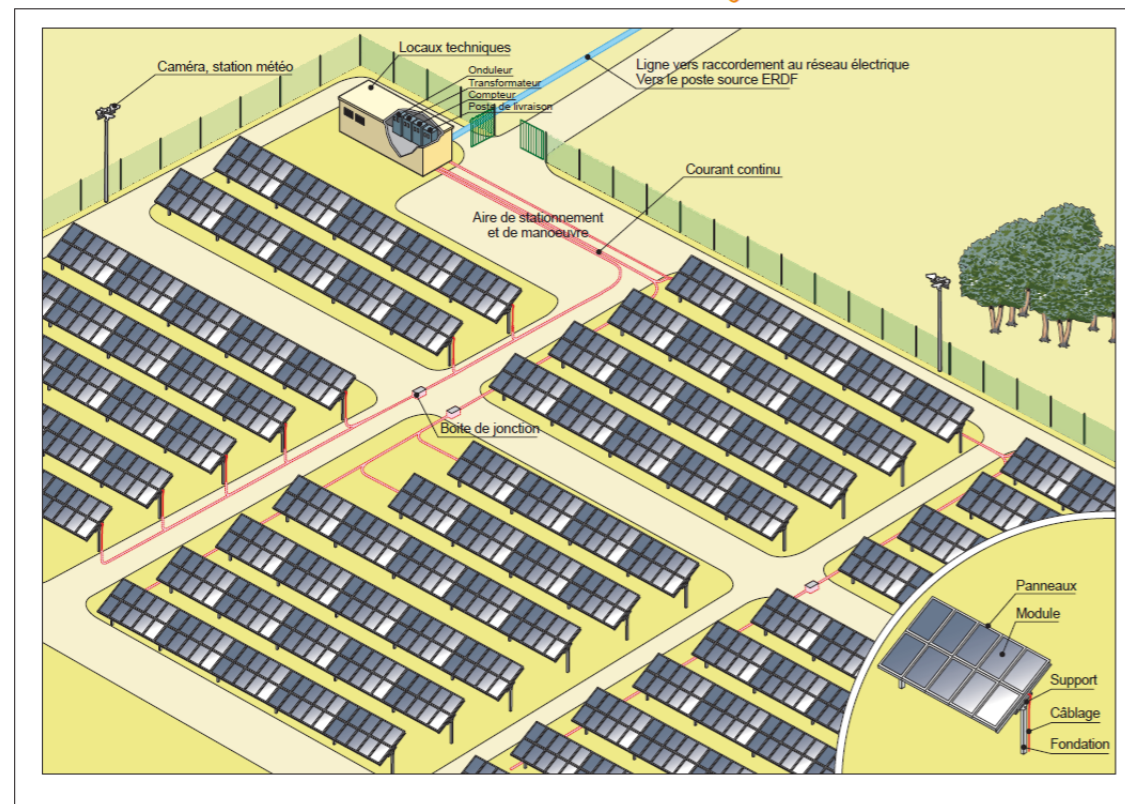 Caméra, station météo
Locaux techniques
Onduleur
Transformateur
Compteur
Poste de livraison
Ligne vers raccordement au réseau électrique
Vers le poste source ERDF
Courant continu
Aire de stationnement
et de manoeuvre
Boite de jonction
Panneaux
Module
Support
Câblage
Fondation